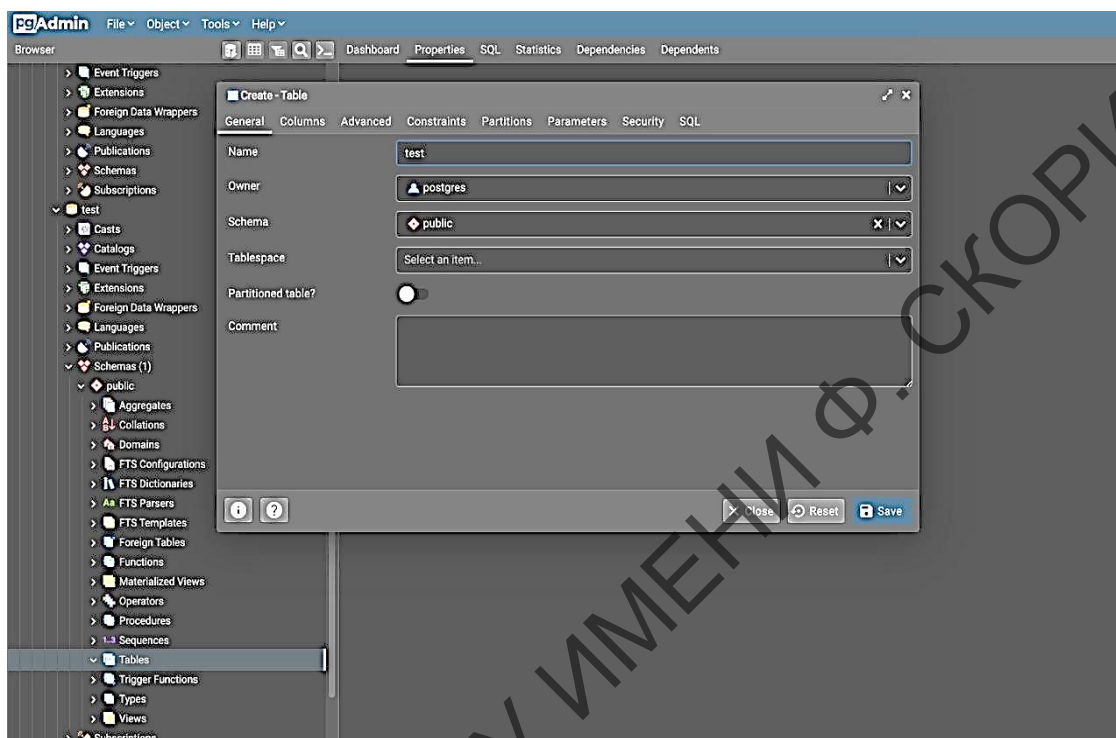 pgAdmin File Object Tools Help
Browser Dashboard Properties SQL Statistics Dependencies Dependents
Event Triggers
Extensions
Foreign Data Wrappers
Languages
Publications
Schemas
Subscriptions
test
Casts
Catalogs
Event Triggers
Extensions
Foreign Data Wrappers
Languages
Publications
Schemas (1)
public
Aggregates
Collations
Domains
FTS Configurations
FTS Dictionaries
FTS Parsers
FTS Templates
Foreign Tables
Functions
Materialized Views
Operators
Procedures
1..3 Sequences
Tables
Trigger Functions
Types
Views
Subscriptions
Create - Table
General Columns Advanced Constraints Partitions Parameters Security SQL
Name test
Owner postgres
Schema public
Tablespace Select an item...
Partitioned table?
Comment
Close Reset Save
ИМЕНИ Ф. СКОРИ